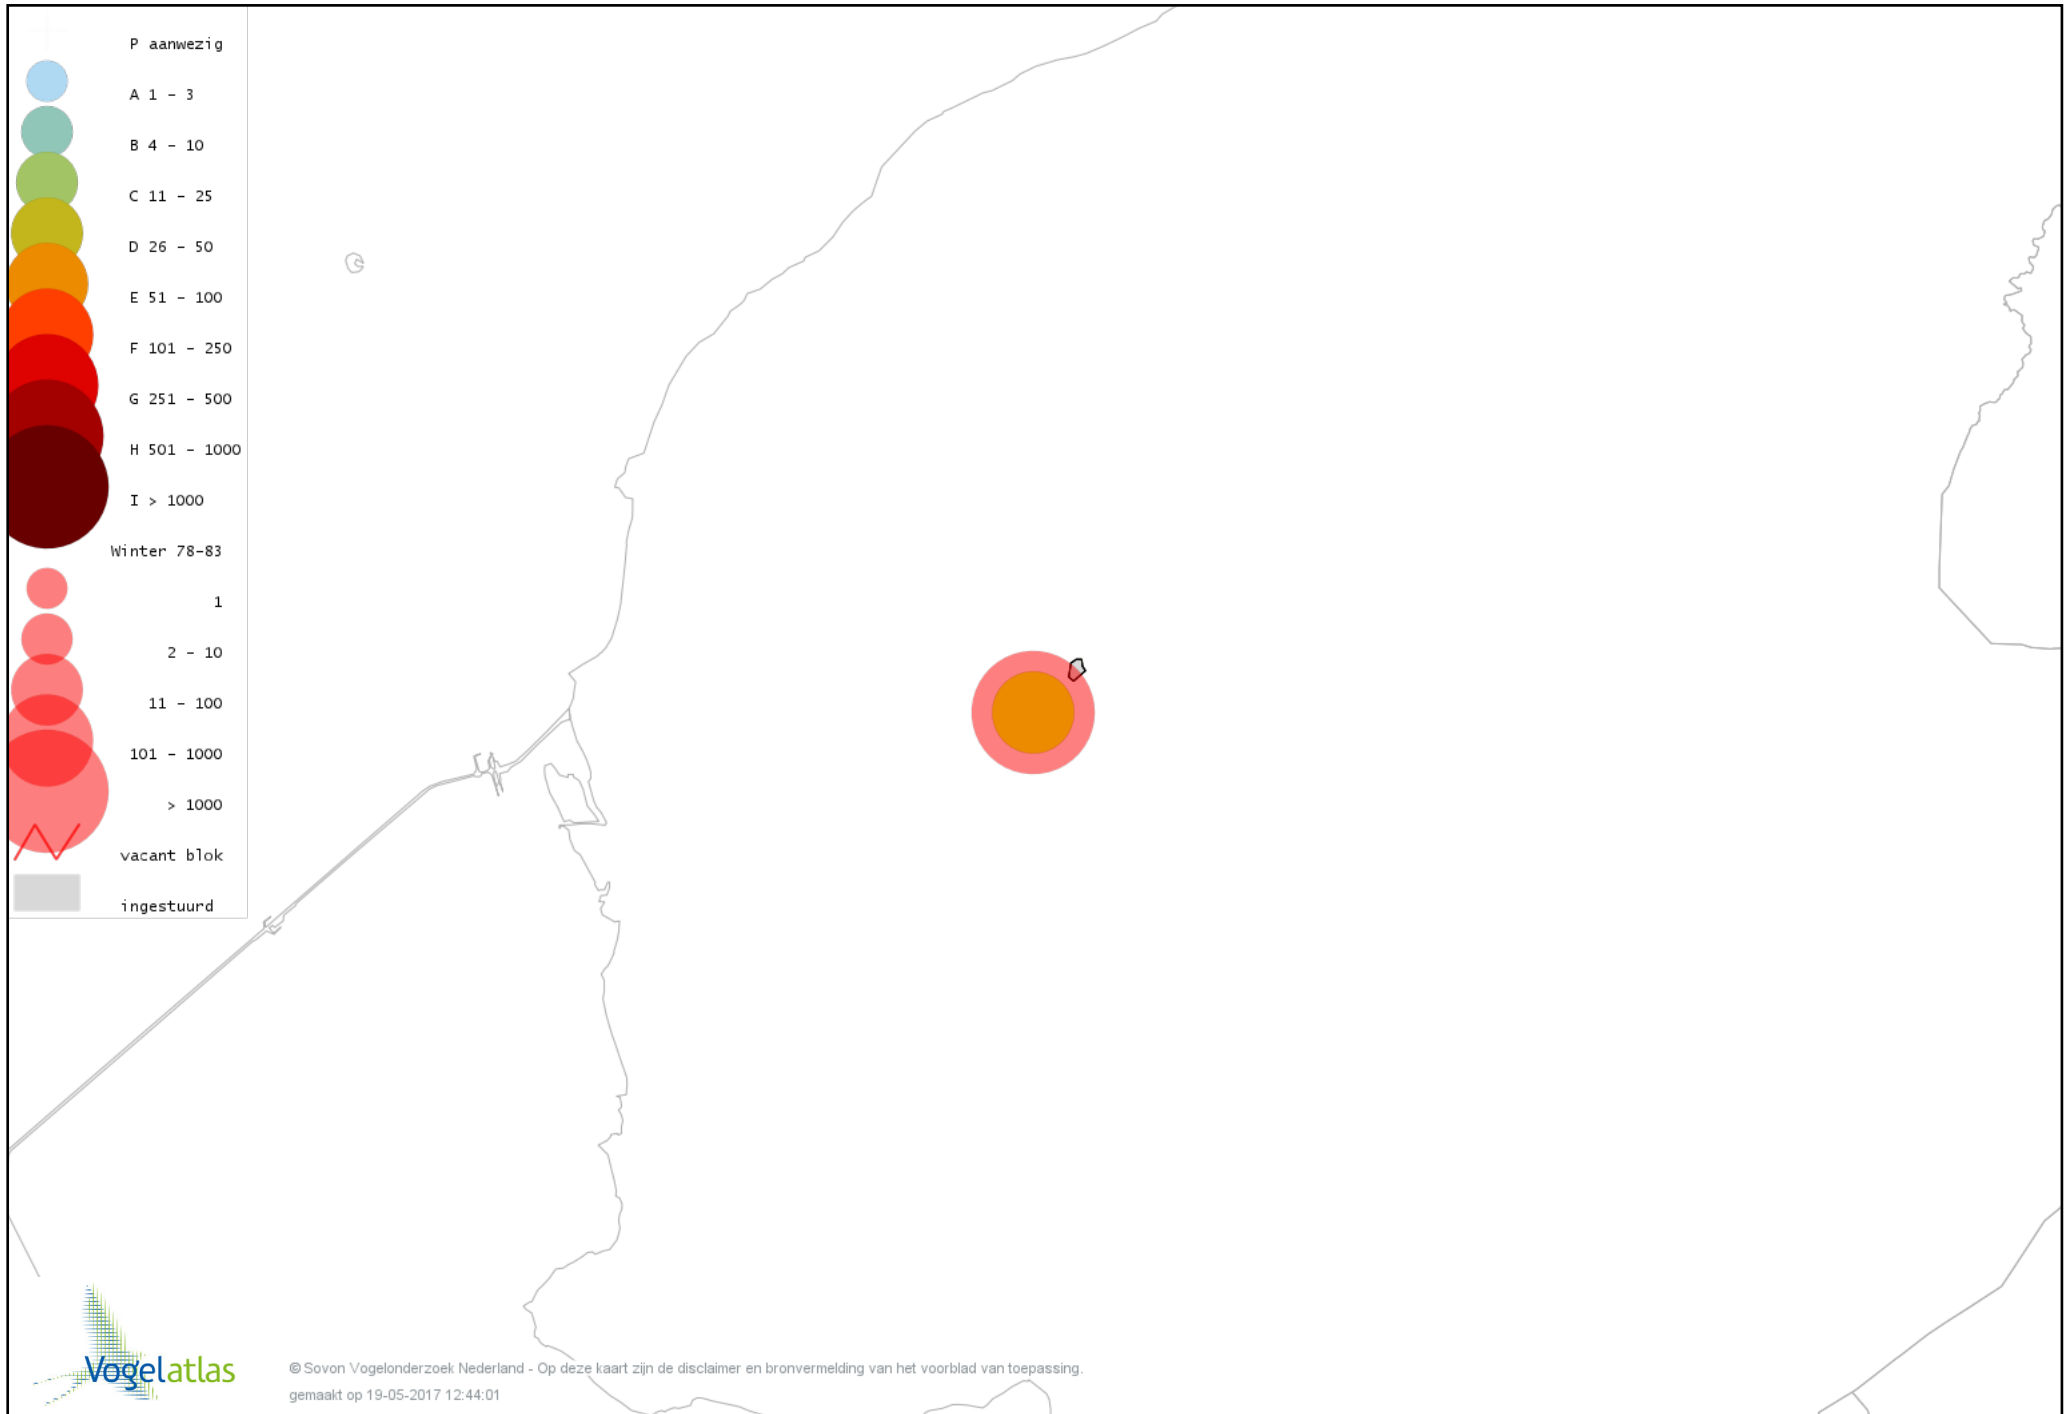 P aanwezig
A 1 - 3
B 4 - 10
C 11 - 25
D 26 - 50
E 51 - 100
F 101 - 250
G 251 - 500
H 501 - 1000
I > 1000
Winter 78-83
1
2 - 10
11 - 100
101 - 1000
> 1000
vacant blok
ingestuurd
Vogelatlas
© Sovon Vogelonderzoek Nederland - Op deze kaart zijn de disclaimer en bronvermelding van het voorblad van toepassing.
gemaakt op 19-05-2017 12:44:01